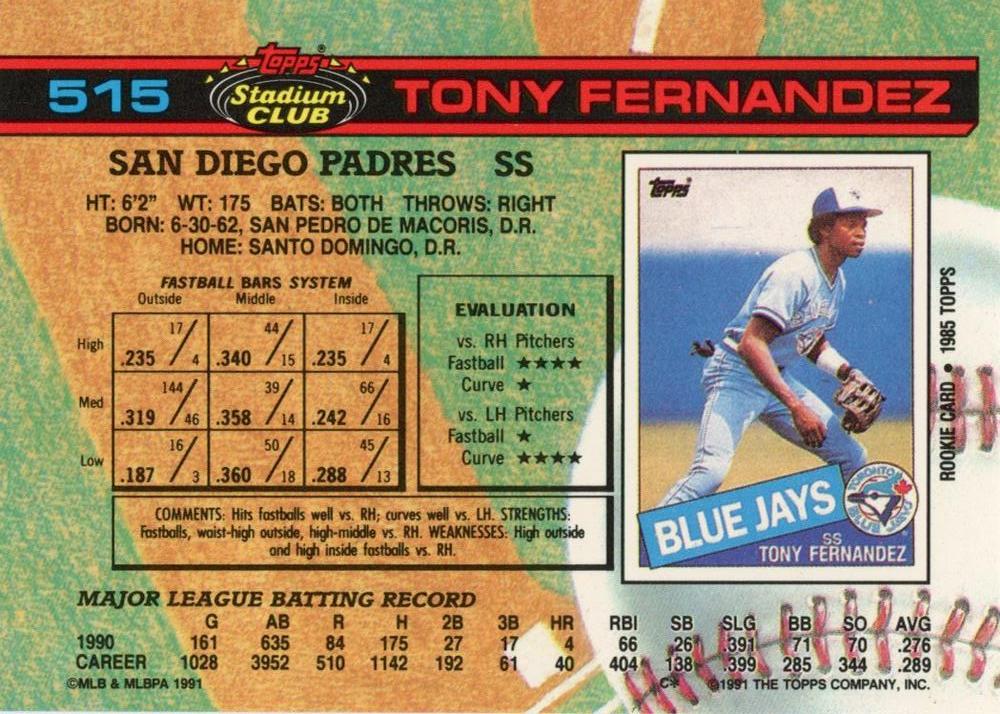 515 Topps® Stadium CLUB TONY FERNANDEZ
SAN DIEGO PADRES SS
HT: 6'2" WT: 175 BATS: BOTH THROWS: RIGHT
BORN: 6-30-62, SAN PEDRO DE MACORIS, D.R.
HOME: SANTO DOMINGO, D.R.
FASTBALL BARS SYSTEM
Outside Middle Inside
High .235 17/4 .340 44/15 .235 17/4
Med .319 144/46 .358 39/14 .242 66/16
Low .187 16/3 .360 50/18 .288 45/13
EVALUATION
vs. RH Pitchers
Fastball ★★★★
Curve ★
vs. LH Pitchers
Fastball ★
Curve ★★★★
COMMENTS: Hits fastballs well vs. RH; curves well vs. LH. STRENGTHS:
Fastballs, waist-high outside, high-middle vs. RH. WEAKNESSES: High outside
and high inside fastballs vs. RH.
Topps
BLUE JAYS
TORONTO BLUE JAYS
SS
TONY FERNANDEZ
ROOKIE CARD • 1985 TOPPS
MAJOR LEAGUE BATTING RECORD
G AB R H 2B 3B HR RBI SB SLG BB SO AVG
1990 161 635 84 175 27 17 4 66 26 .391 71 70 .276
CAREER 1028 3952 510 1142 192 61 40 404 138 .399 285 344 .289
©MLB & MLBPA 1991 C* ©1991 THE TOPPS COMPANY, INC.